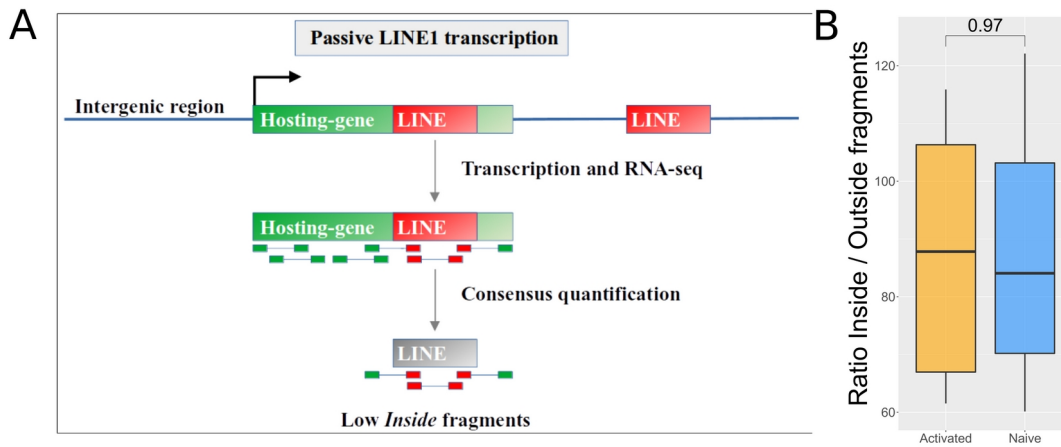 A
Passive LINE1 transcription
Intergenic region
Hosting-gene LINE
LINE
Transcription and RNA-seq
Hosting-gene LINE
Consensus quantification
LINE
Low Inside fragments
B
0.97
Ratio Inside / Outside fragments
120
100
80
60
Activated
Naive